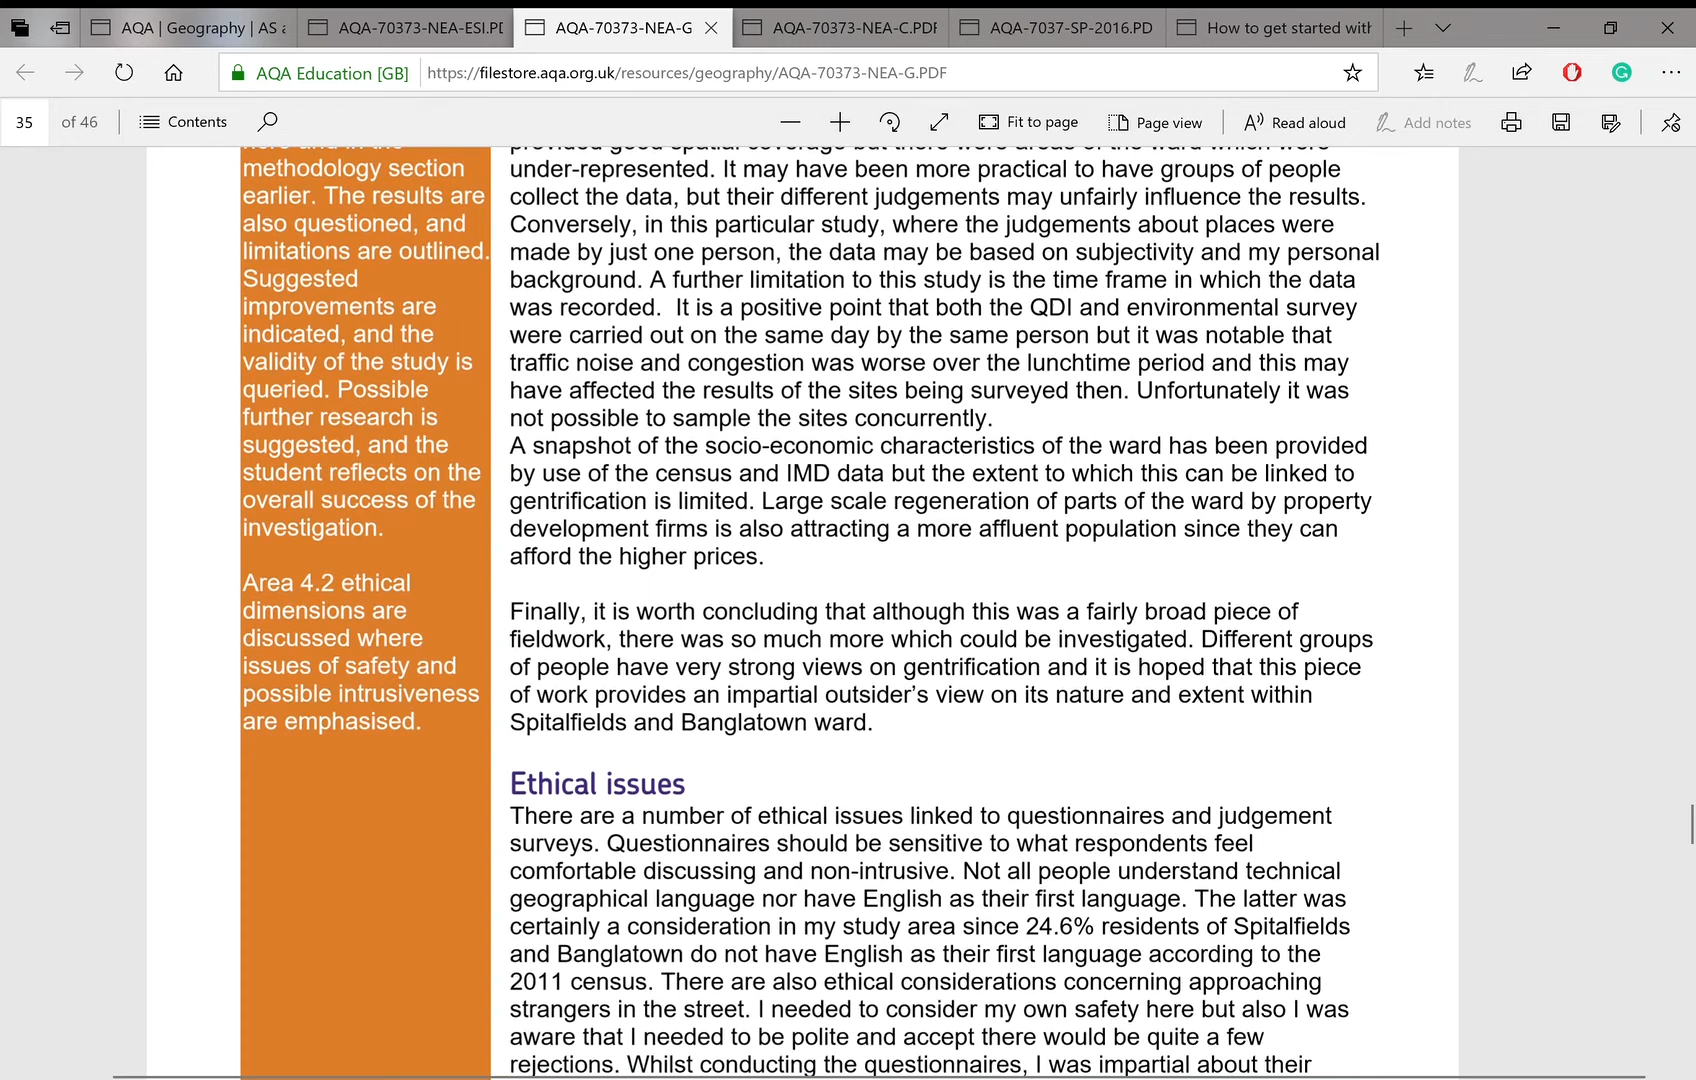 AQA | Geography | AS a
AQA-70373-NEA-ESI.PD
AQA-70373-NEA-G
AQA-70373-NEA-C.PDF
AQA-7037-SP-2016.PD
How to get started with
AQA Education [GB]
https://filestore.aqa.org.uk/resources/geography/AQA-70373-NEA-G.PDF
35 of 46
Contents
Fit to page
Page view
Read aloud
Add notes
here and in the
methodology section
earlier. The results are
also questioned, and
limitations are outlined.
Suggested
improvements are
indicated, and the
validity of the study is
queried. Possible
further research is
suggested, and the
student reflects on the
overall success of the
investigation.
Area 4.2 ethical
dimensions are
discussed where
issues of safety and
possible intrusiveness
are emphasised.
provided good spatial coverage but there were areas of the ward which were
under-represented. It may have been more practical to have groups of people
collect the data, but their different judgements may unfairly influence the results.
Conversely, in this particular study, where the judgements about places were
made by just one person, the data may be based on subjectivity and my personal
background. A further limitation to this study is the time frame in which the data
was recorded.  It is a positive point that both the QDI and environmental survey
were carried out on the same day by the same person but it was notable that
traffic noise and congestion was worse over the lunchtime period and this may
have affected the results of the sites being surveyed then. Unfortunately it was
not possible to sample the sites concurrently.
A snapshot of the socio-economic characteristics of the ward has been provided
by use of the census and IMD data but the extent to which this can be linked to
gentrification is limited. Large scale regeneration of parts of the ward by property
development firms is also attracting a more affluent population since they can
afford the higher prices.
Finally, it is worth concluding that although this was a fairly broad piece of
fieldwork, there was so much more which could be investigated. Different groups
of people have very strong views on gentrification and it is hoped that this piece
of work provides an impartial outsider’s view on its nature and extent within
Spitalfields and Banglatown ward.
Ethical issues
There are a number of ethical issues linked to questionnaires and judgement
surveys. Questionnaires should be sensitive to what respondents feel
comfortable discussing and non-intrusive. Not all people understand technical
geographical language nor have English as their first language. The latter was
certainly a consideration in my study area since 24.6% residents of Spitalfields
and Banglatown do not have English as their first language according to the
2011 census. There are also ethical considerations concerning approaching
strangers in the street. I needed to consider my own safety here but also I was
aware that I needed to be polite and accept there would be quite a few
rejections. Whilst conducting the questionnaires, I was impartial about their